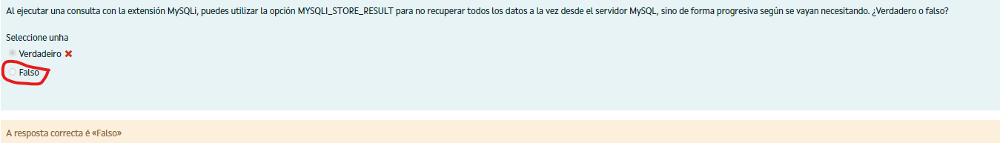 Al ejecutar una consulta con la extensión MySQLi, puedes utilizar la opción MYSQLI_STORE_RESULT para no recuperar todos los datos a la vez desde el servidor MySQL, sino de forma progresiva según se vayan necesitando. ¿Verdadero o falso?
Seleccione unha
Verdadeiro
Falso
A resposta correcta é «Falso»